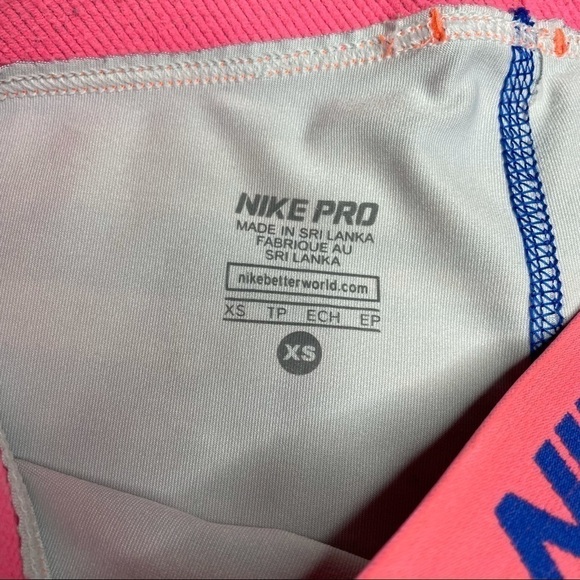 NIKE PRO
MADE IN SRI LANKA
FABRIQUE AU
SRI LANKA
nikebetterworld.com
XS TP ECH EP
XS